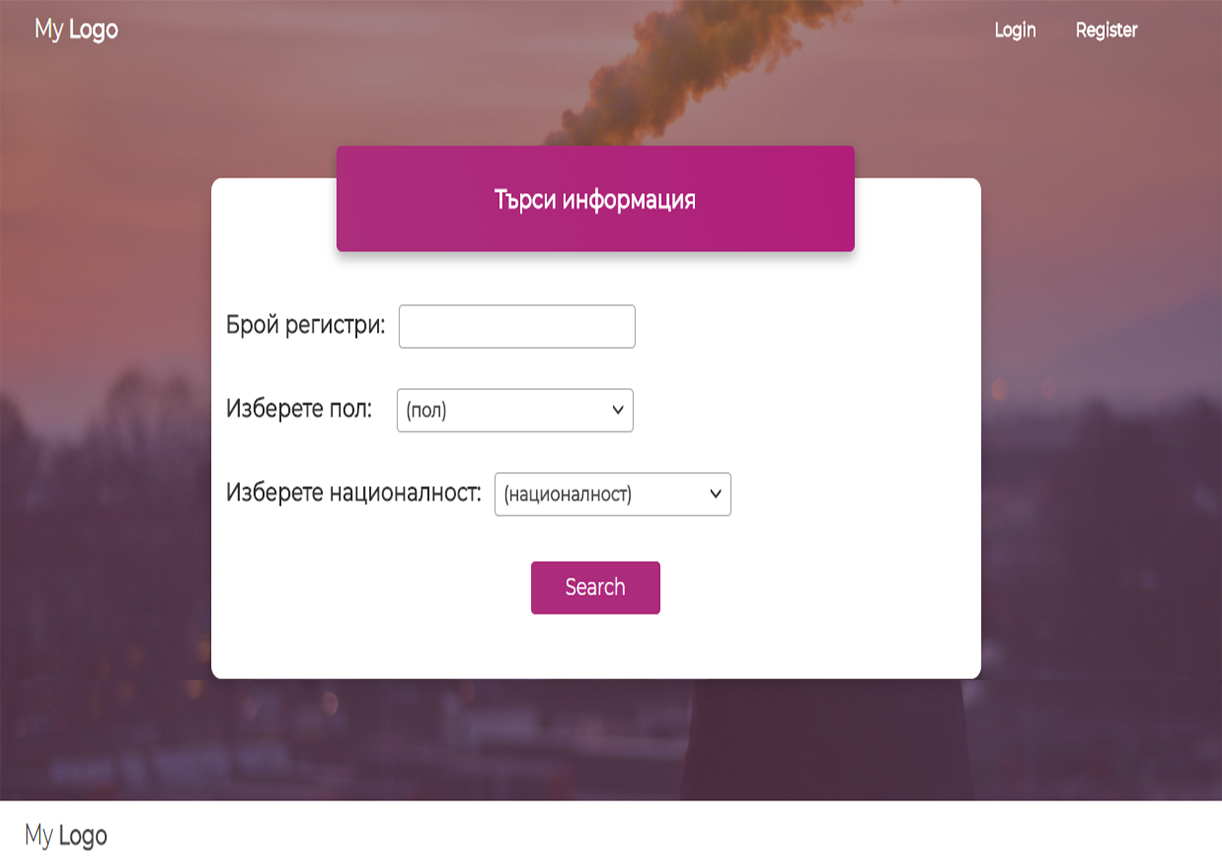 My Logo
Login
Register
Търси информация
Брой регистри:
Изберете пол: (пол)
Изберете националност: (националност)
Search
My Logo